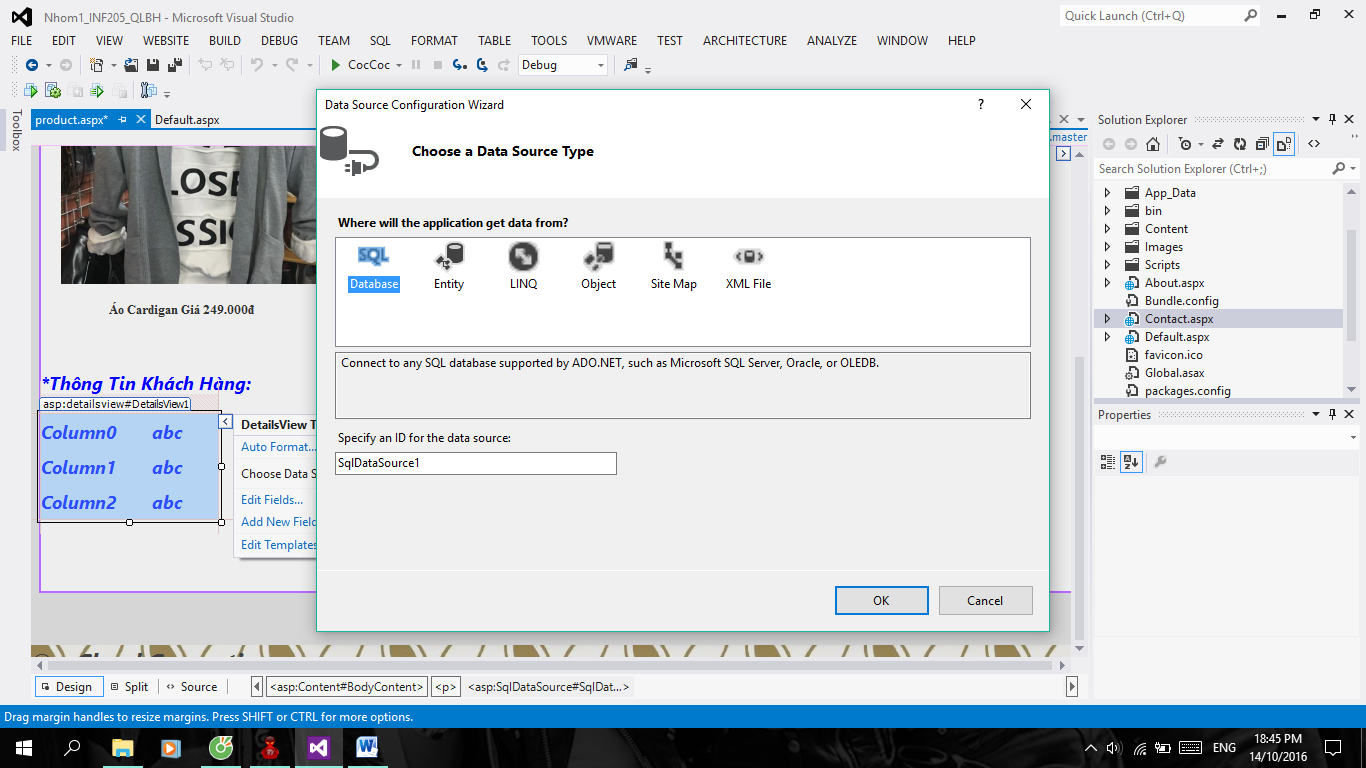 Nhom1_INF205_QLBH - Microsoft Visual Studio
Quick Launch (Ctrl+Q)
FILE EDIT VIEW WEBSITE BUILD DEBUG TEAM SQL FORMAT TABLE TOOLS VMWARE TEST ARCHITECTURE ANALYZE WINDOW HELP
CocCoc Debug
Toolbox
product.aspx* Default.aspx
.master
LOSE
SSI
Áo Cardigan Giá 249.000đ
*Thông Tin Khách Hàng:
asp:detailsview#DetailsView1
Column0 abc
Column1 abc
Column2 abc
DetailsView T
Auto Format...
Choose Data S
Edit Fields...
Add New Field
Edit Templates
Data Source Configuration Wizard
?
Choose a Data Source Type
Where will the application get data from?
SQL
Database Entity LINQ Object Site Map XML File
Connect to any SQL database supported by ADO.NET, such as Microsoft SQL Server, Oracle, or OLEDB.
Specify an ID for the data source:
SqlDataSource1
OK Cancel
Solution Explorer
Search Solution Explorer (Ctrl+;)
App_Data
bin
Content
Images
Scripts
About.aspx
Bundle.config
Contact.aspx
Default.aspx
favicon.ico
Global.asax
packages.config
Properties
Design Split Source <asp:Content#BodyContent> <p> <asp:SqlDataSource#SqlDat...>
Drag margin handles to resize margins. Press SHIFT or CTRL for more options.
ENG
18:45 PM
14/10/2016